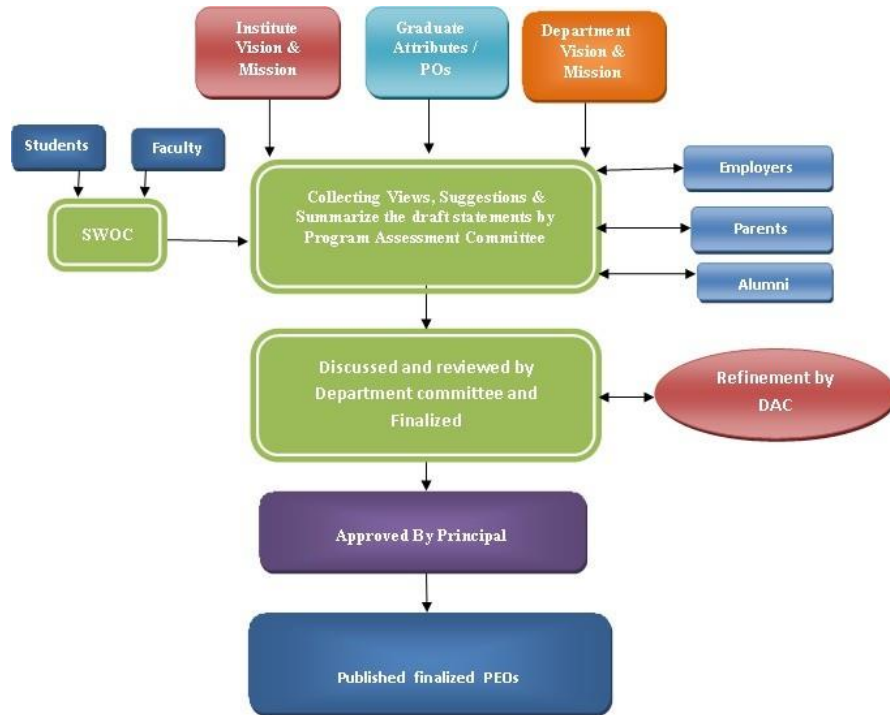 Institute
Vision &
Mission
Graduate
Attributes /
POs
Department
Vision &
Mission
Students
Faculty
SWOC
Collecting Views, Suggestions &
Summarize the draft statements by
Program Assessment Committee
Employers
Parents
Alumni
Discussed and reviewed by
Department committee and
Finalized
Refinement by
DAC
Approved By Principal
Published finalized PEOs